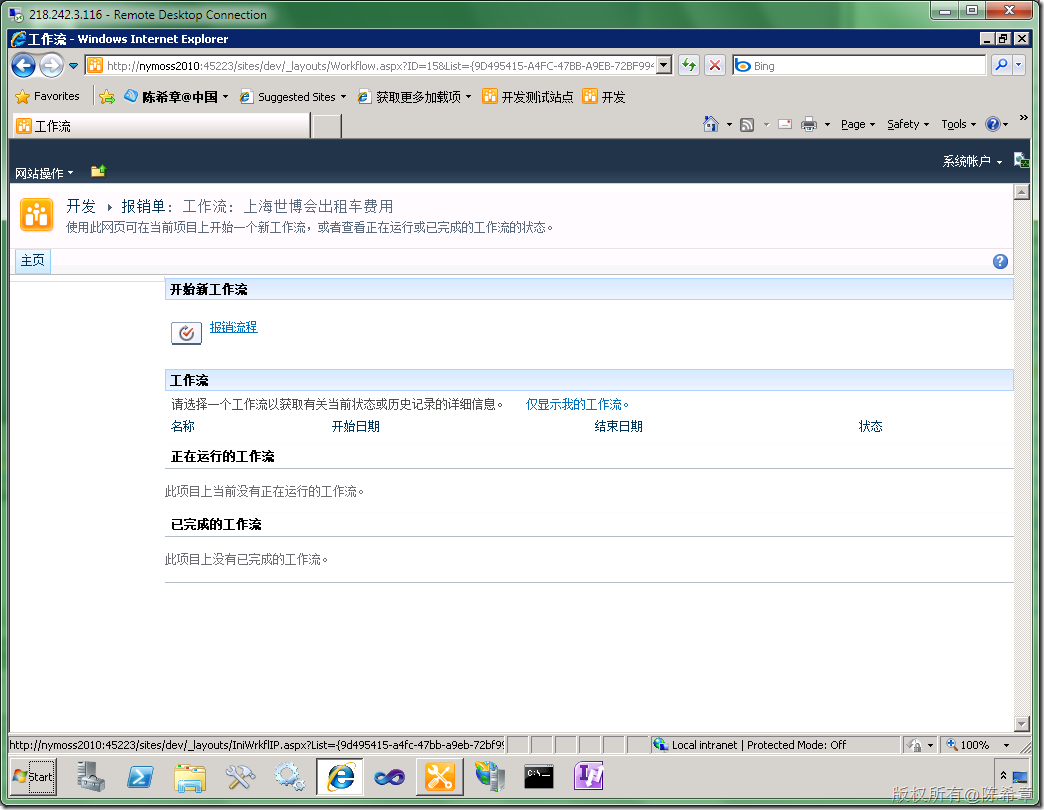 218.242.3.116 - Remote Desktop Connection
工作流 - Windows Internet Explorer
http://nymoss2010:45223/sites/dev/_layouts/Workflow.aspx?ID=15&List={9D495415-A4FC-47BB-A9EB-72BF994
Bing
Favorites 陈希章@中国 Suggested Sites 获取更多加载项 开发测试站点 开发
工作流
Page Safety Tools
网站操作
系统帐户
开发 报销单: 工作流: 上海世博会出租车费用
使用此网页可在当前项目上开始一个新工作流，或者查看正在运行或已完成的工作流的状态。
主页
开始新工作流
报销流程
工作流
请选择一个工作流以获取有关当前状态或历史记录的详细信息。 仅显示我的工作流。
名称 开始日期 结束日期 状态
正在运行的工作流
此项目上当前没有正在运行的工作流。
已完成的工作流
此项目上没有已完成的工作流。
http://nymoss2010:45223/sites/dev/_layouts/IniWrkflIP.aspx?List={9d495415-a4fc-47bb-a9eb-72bf99
Local intranet | Protected Mode: Off
100%
Start
C:\_
版权所有@陈希章